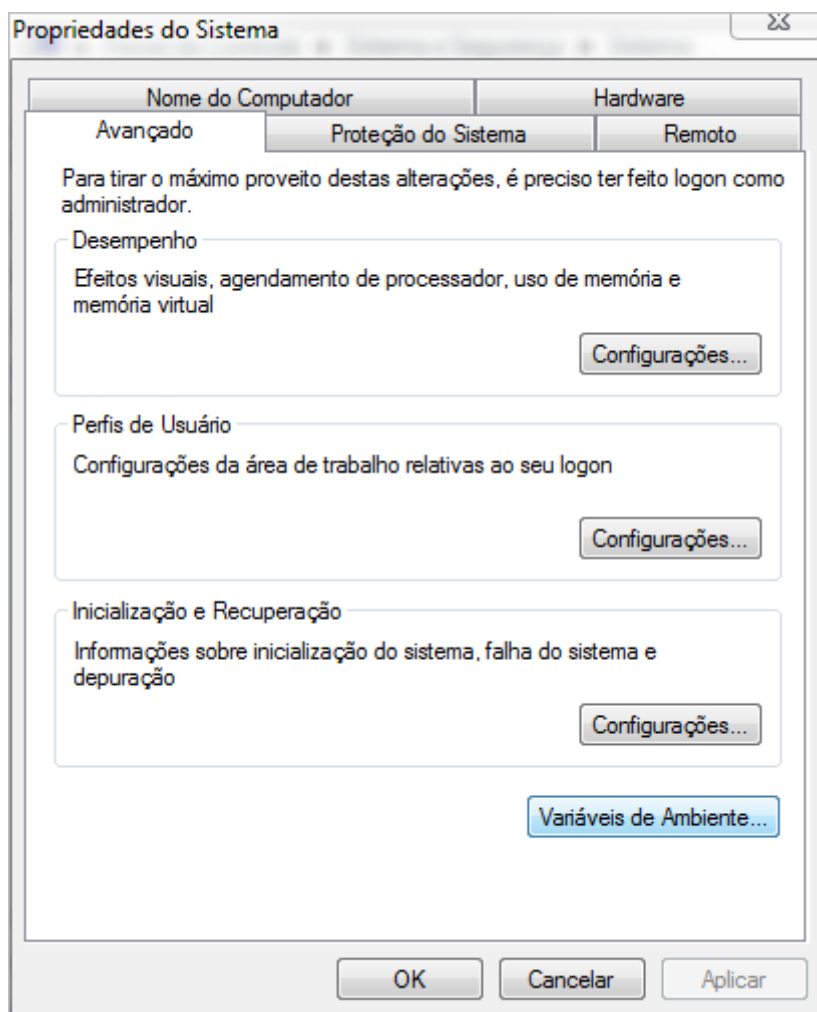 Propriedades do Sistema
Nome do Computador
Hardware
Avançado
Proteção do Sistema
Remoto
Para tirar o máximo proveito destas alterações, é preciso ter feito logon como
administrador.
Desempenho
Efeitos visuais, agendamento de processador, uso de memória e
memória virtual
Configurações...
Perfis de Usuário
Configurações da área de trabalho relativas ao seu logon
Configurações...
Inicialização e Recuperação
Informações sobre inicialização do sistema, falha do sistema e
depuração
Configurações...
Variáveis de Ambiente...
OK
Cancelar
Aplicar